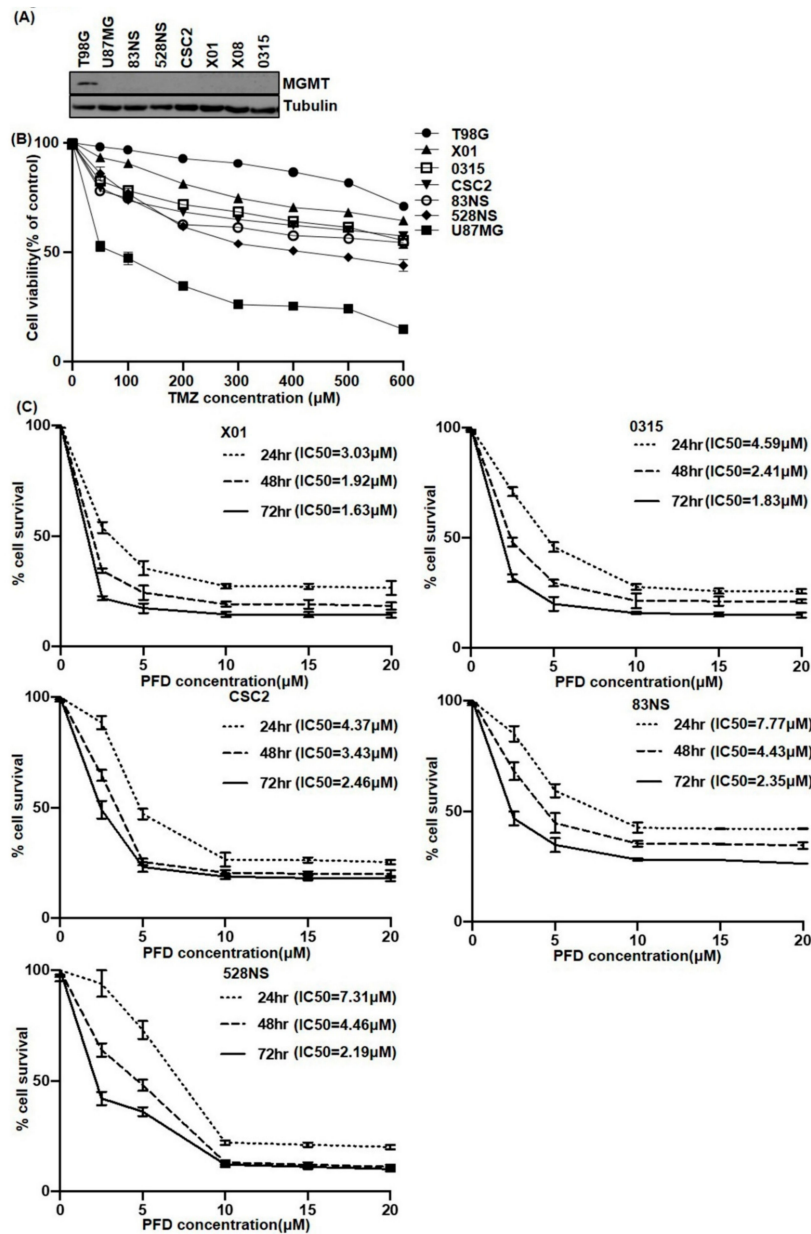 (A)
T98G U87MG 83NS 528NS CSC2 X01 X08 0315
MGMT
Tubulin
(B)
100
50
0
Cell viability(% of control)
0 100 200 300 400 500 600
TMZ concentration (μM)
T98G
X01
0315
CSC2
83NS
528NS
U87MG
(C)
X01
24hr (IC50=3.03μM)
48hr (IC50=1.92μM)
72hr (IC50=1.63μM)
100
50
0
% cell survival
0 5 10 15 20
PFD concentration(μM)
0315
24hr (IC50=4.59μM)
48hr (IC50=2.41μM)
72hr (IC50=1.83μM)
100
50
0
% cell survival
0 5 10 15 20
PFD concentration(μM)
CSC2
24hr (IC50=4.37μM)
48hr (IC50=3.43μM)
72hr (IC50=2.46μM)
100
50
0
% cell survival
0 5 10 15 20
PFD concentration(μM)
83NS
24hr (IC50=7.77μM)
48hr (IC50=4.43μM)
72hr (IC50=2.35μM)
100
50
0
% cell survival
0 5 10 15 20
PFD concentration(μM)
528NS
24hr (IC50=7.31μM)
48hr (IC50=4.46μM)
72hr (IC50=2.19μM)
100
50
0
% cell survival
0 5 10 15 20
PFD concentration(μM)